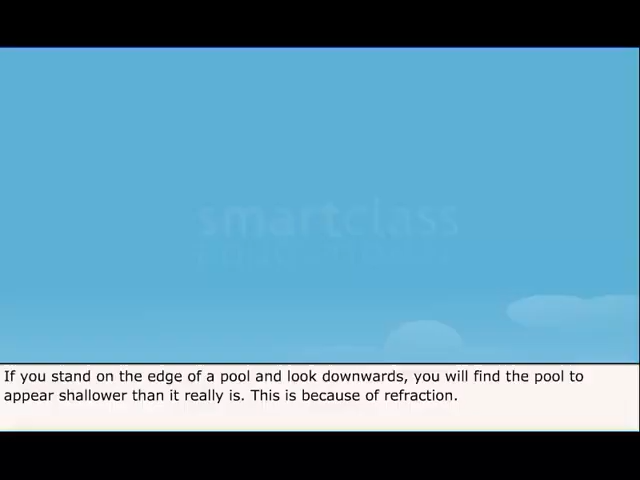 smartclass
If you stand on the edge of a pool and look downwards, you will find the pool to
appear shallower than it really is. This is because of refraction.